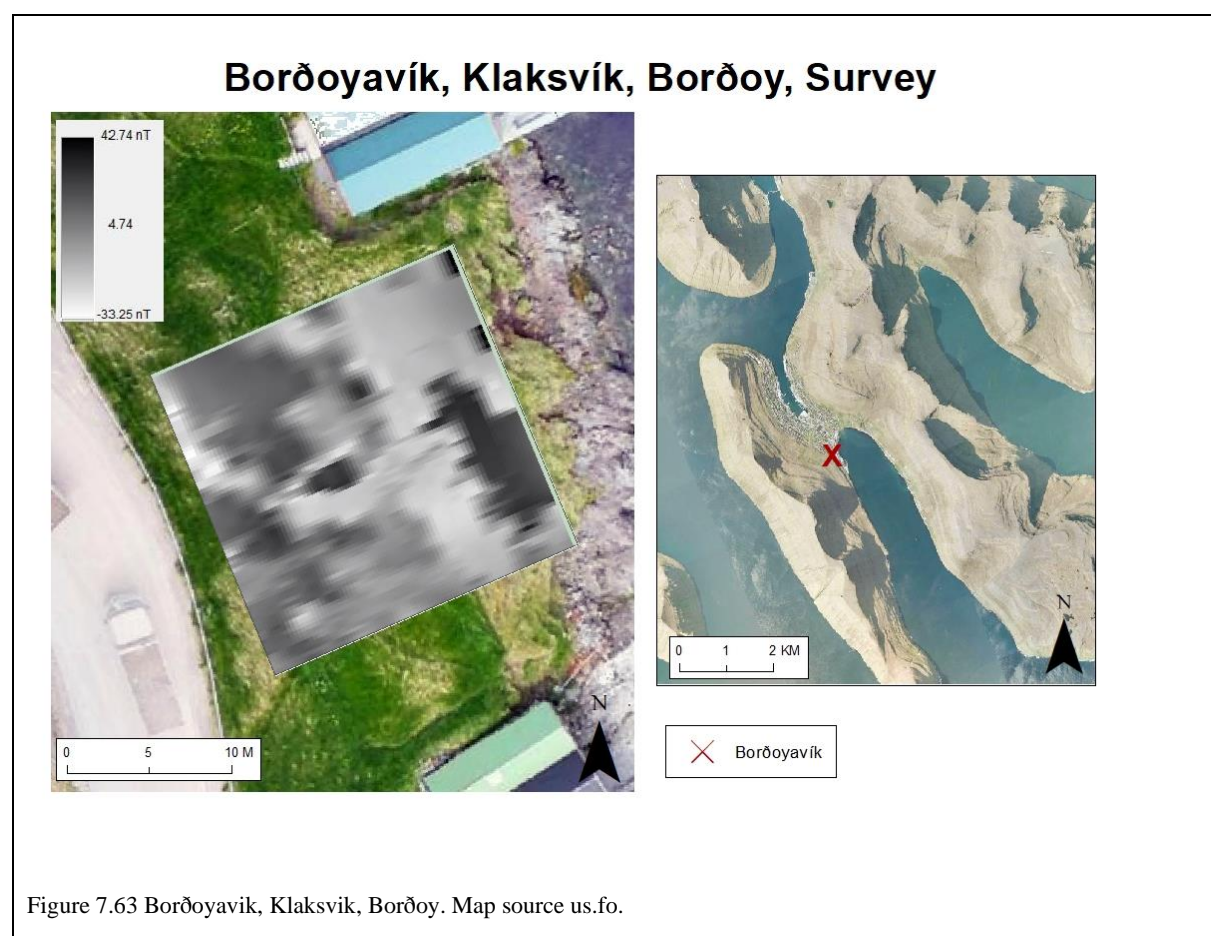 Borðoyavík, Klaksvík, Borðoy, Survey
42.74 nT
4.74
-33.25 nT
N
0 5 10 M
N
0 1 2 KM
Borðoyavík
Figure 7.63 Borðoyavik, Klaksvik, Borðoy. Map source us.fo.